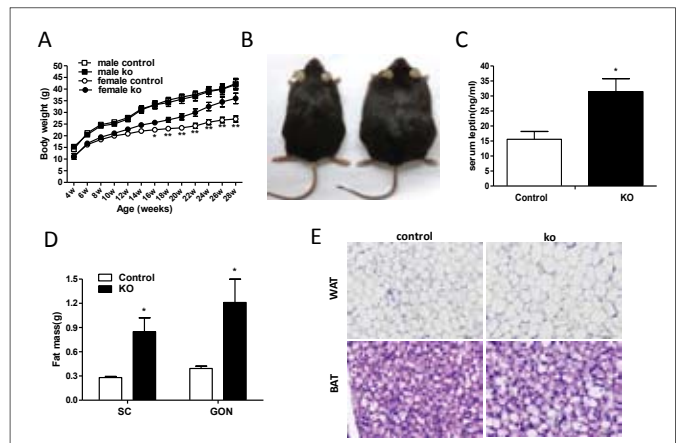 A
male control
male ko
female control
female ko
Body weight (g)
50
45
40
35
30
25
20
15
10
5
0
* ** ** ** ** ** **
4w 6w 8w 10w 12w 14w 16w 18w 20w 22w 24w 26w 28w
Age (weeks)
B
C
serum leptin(ng/ml)
40
35
30
25
20
15
10
5
0
*
Control KO
D
Control
KO
Fat mass(g)
1.5
1.2
0.9
0.6
0.3
0.0
* *
SC GON
E
control ko
WAT
BAT